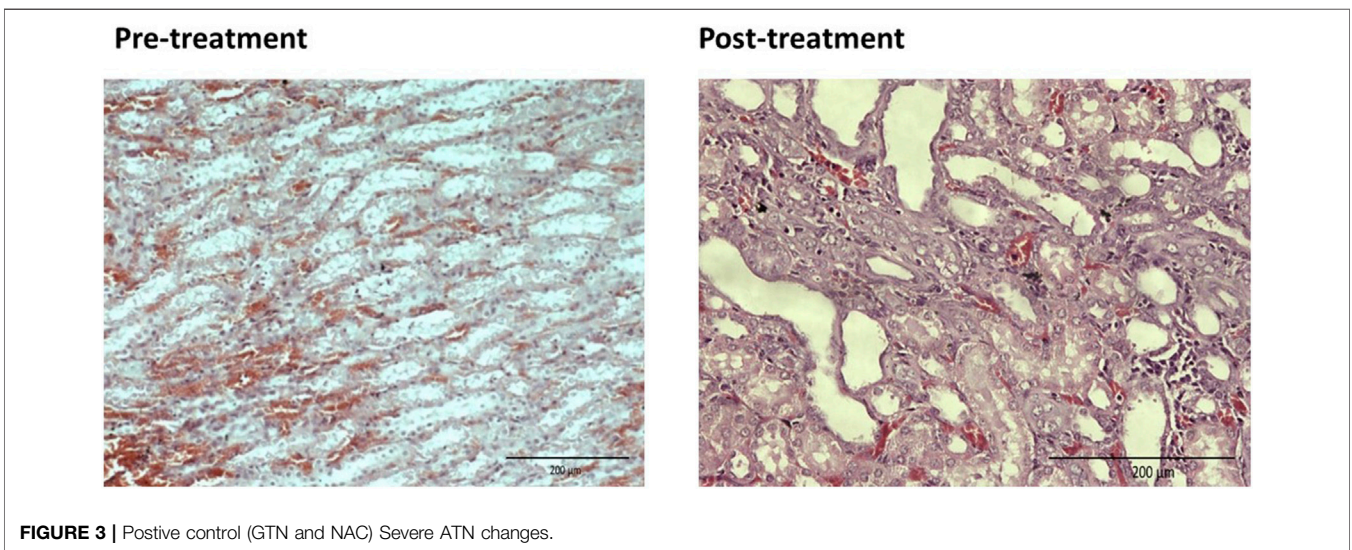 Pre-treatment
Post-treatment
200 µm
200 µm
FIGURE 3 | Postive control (GTN and NAC) Severe ATN changes.